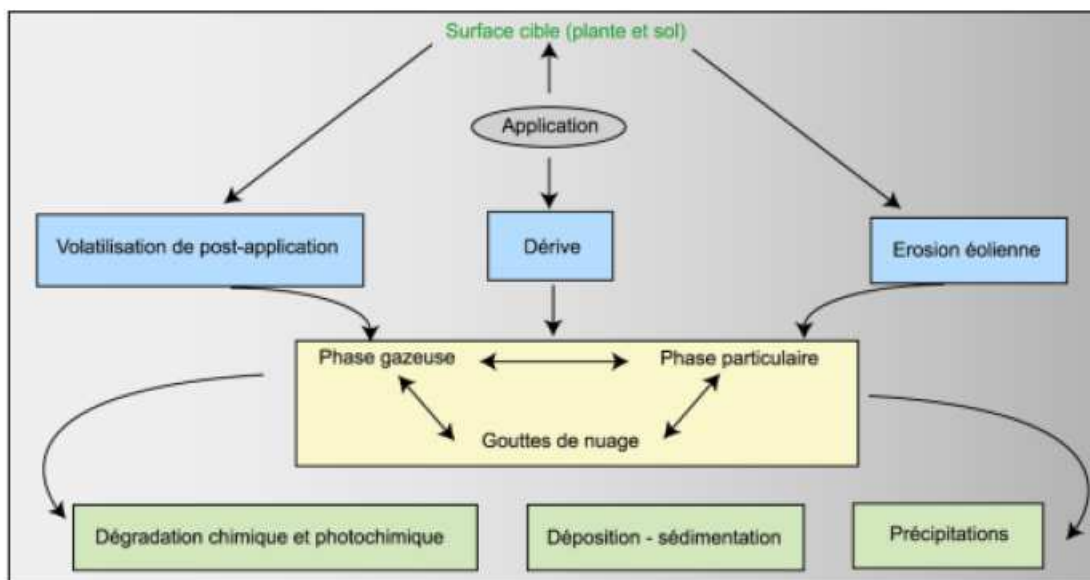 Surface cible (plante et sol)
Application
Volatilisation de post-application
Dérive
Erosion éolienne
Phase gazeuse
Phase particulaire
Gouttes de nuage
Dégradation chimique et photochimique
Déposition - sédimentation
Précipitations